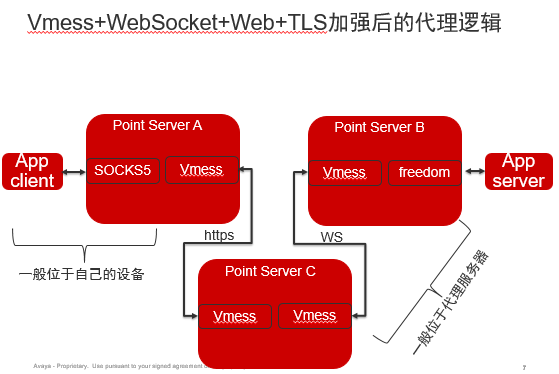 Vmess+WebSocket+Web+TLS加强后的代理逻辑
Point Server A
Point Server B
App
client
SOCKS5
Vmess
Vmess
freedom
App
server
https
WS
一般位于自己的设备
Point Server C
Vmess
Vmess
一般位于代理服务器
Avaya - Proprietary. Use pursuant to your signed agreement
7